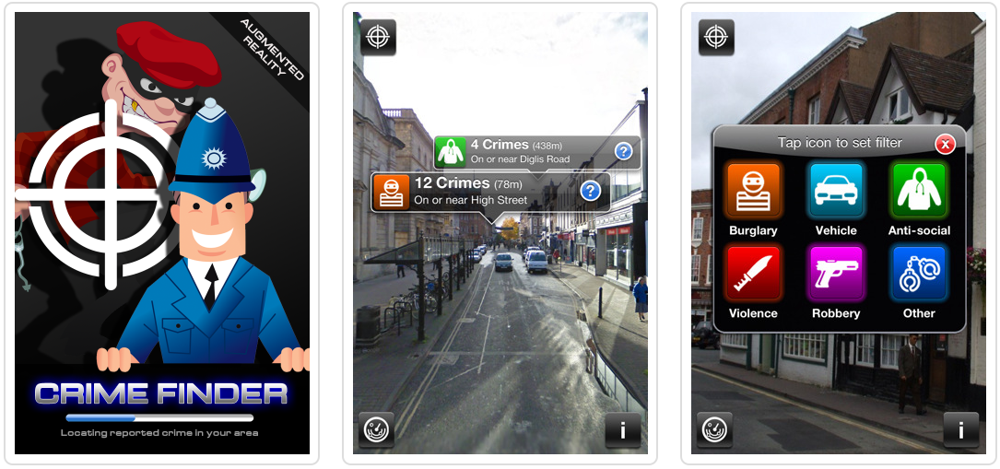 AUGMENTED
REALITY
CRIME FINDER
Locating reported crime in your area
4 Crimes (438m)
On or near Diglis Road
?
12 Crimes (78m)
On or near High Street
?
i
Tap icon to set filter
x
Burglary
Vehicle
Anti-social
Violence
Robbery
Other
i